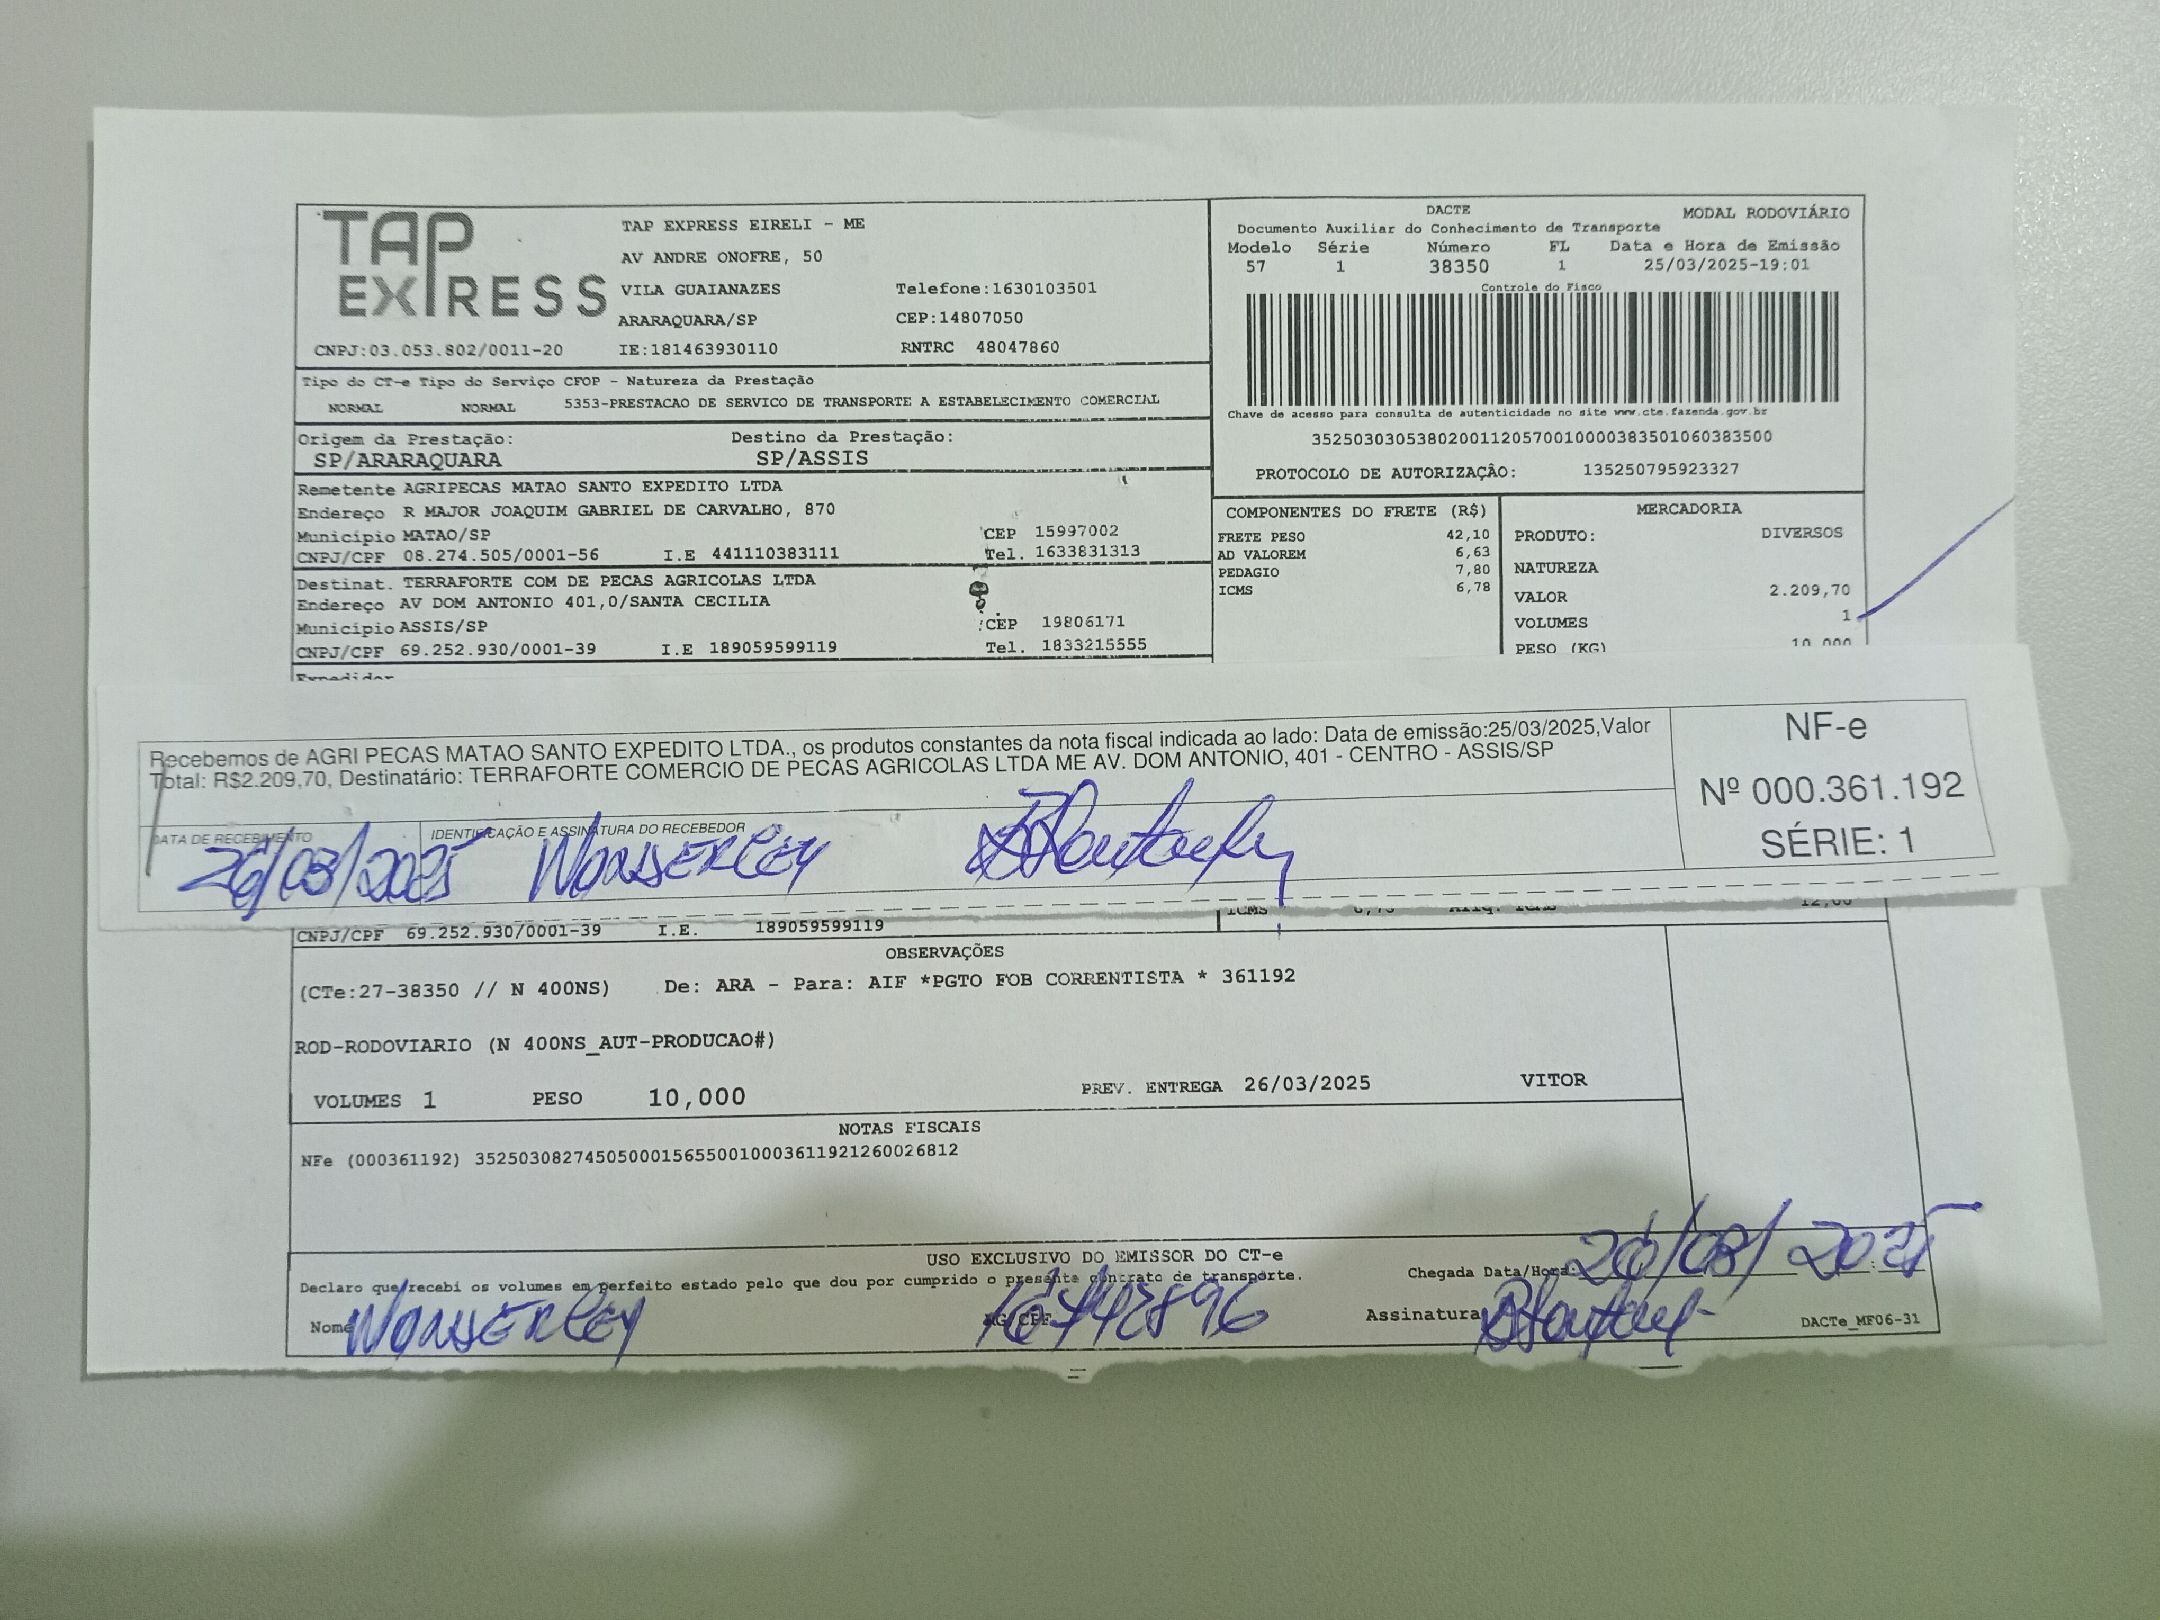 TAP EXPRESS
TAP EXPRESS EIRELI - ME
AV ANDRE ONOFRE, 50
VILA GUAIANAZES Telefone:1630103501
ARARAQUARA/SP CEP:14807050
CNPJ:03.053.802/0011-20 IE:181463930110 RNTRC 48047860
DACTE MODAL RODOVIÁRIO
Documento Auxiliar do Conhecimento de Transporte
Modelo Série Número FL Data e Hora de Emissão
57 1 38350 1 25/03/2025-19:01
Controle do Fisco
Chave de acesso para consulta de autenticidade no site www.cte.fazenda.gov.br
35250303053802001120570010000383501060383500
PROTOCOLO DE AUTORIZAÇÃO: 135250795923327
Tipo do CT-e Tipo do Serviço CFOP - Natureza da Prestação
NORMAL NORMAL 5353-PRESTACAO DE SERVICO DE TRANSPORTE A ESTABELECIMENTO COMERCIAL
Origem da Prestação: Destino da Prestação:
SP/ARARAQUARA SP/ASSIS
Remetente AGRIPECAS MATAO SANTO EXPEDITO LTDA
Endereço R MAJOR JOAQUIM GABRIEL DE CARVALHO, 870
Município MATAO/SP CEP 15997002
CNPJ/CPF 08.274.505/0001-56 I.E 441110383111 Tel. 1633831313
Destinat. TERRAFORTE COM DE PECAS AGRICOLAS LTDA
Endereço AV DOM ANTONIO 401,0/SANTA CECILIA
Município ASSIS/SP CEP 19806171
CNPJ/CPF 69.252.930/0001-39 I.E 189059599119 Tel. 1833215555
Expedidor
COMPONENTES DO FRETE (R$)
FRETE PESO 42,10
AD VALOREM 6,63
PEDAGIO 7,80
ICMS 6,78
MERCADORIA
PRODUTO: DIVERSOS
NATUREZA
VALOR 2.209,70
VOLUMES 1
PESO (KG) 10,000
Recebemos de AGRI PECAS MATAO SANTO EXPEDITO LTDA., os produtos constantes da nota fiscal indicada ao lado: Data de emissão:25/03/2025,Valor
Total: R$2.209,70, Destinatário: TERRAFORTE COMERCIO DE PECAS AGRICOLAS LTDA ME AV. DOM ANTONIO, 401 - CENTRO - ASSIS/SP
DATA DE RECEBIMENTO IDENTIFICAÇÃO E ASSINATURA DO RECEBEDOR
26/03/2025 WONDERLEY
NF-e
Nº 000.361.192
SÉRIE: 1
CNPJ/CPF 69.252.930/0001-39 I.E. 189059599119
ICMS 6,78 Aliq. ICMS 12,00
OBSERVAÇÕES
(CTe:27-38350 // N 400NS) De: ARA - Para: AIF *PGTO FOB CORRENTISTA * 361192
ROD-RODOVIARIO (N 400NS_AUT-PRODUCAO#)
VOLUMES 1 PESO 10,000 PREV. ENTREGA 26/03/2025 VITOR
NOTAS FISCAIS
NFe (000361192) 35250308274505000156550010003611921260026812
USO EXCLUSIVO DO EMISSOR DO CT-e
Declaro que recebi os volumes em perfeito estado pelo que dou por cumprido o presente contrato de transporte.
Chegada Data/Hora: 26/03/2025
Nome WONDERLEY RG/CPF 16742896 Assinatura
DACTe_MF06-31